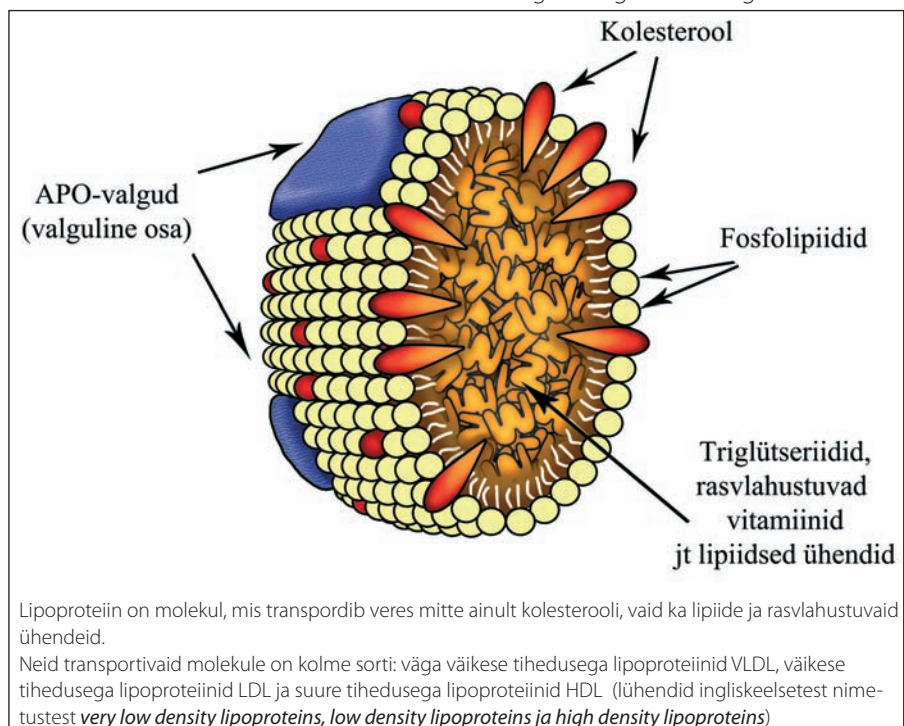 Kolesterool
APO-valgud
(valguline osa)
Fosfolipiidid
Triglütseriidid,
rasvlahustuvad
vitamiinid
jt lipiidsed ühendid
Lipoproteiin on molekul, mis transpordib veres mitte ainult kolesterooli, vaid ka lipiide ja rasvlahustuvaid
ühendeid.
Neid transportivaid molekule on kolme sorti: väga väikese tihedusega lipoproteiinid VLDL, väikese
tihedusega lipoproteiinid LDL ja suure tihedusega lipoproteiinid HDL (lühendid ingliskeelsetest nime-
tustest very low density lipoproteins, low density lipoproteins ja high density lipoproteins)